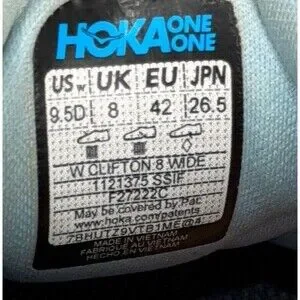 HOKA ONE ONE
US w UK EU JPN
9.5D 8 42 26.5
W CLIFTON 8 WIDE
1121375 SSIF
F27222C
May be covered by Pat.
www.hoka.com/patents
MADE IN VIETNAM
FABRIQUE AU VIETNAM
HECHO EN VIETNAM